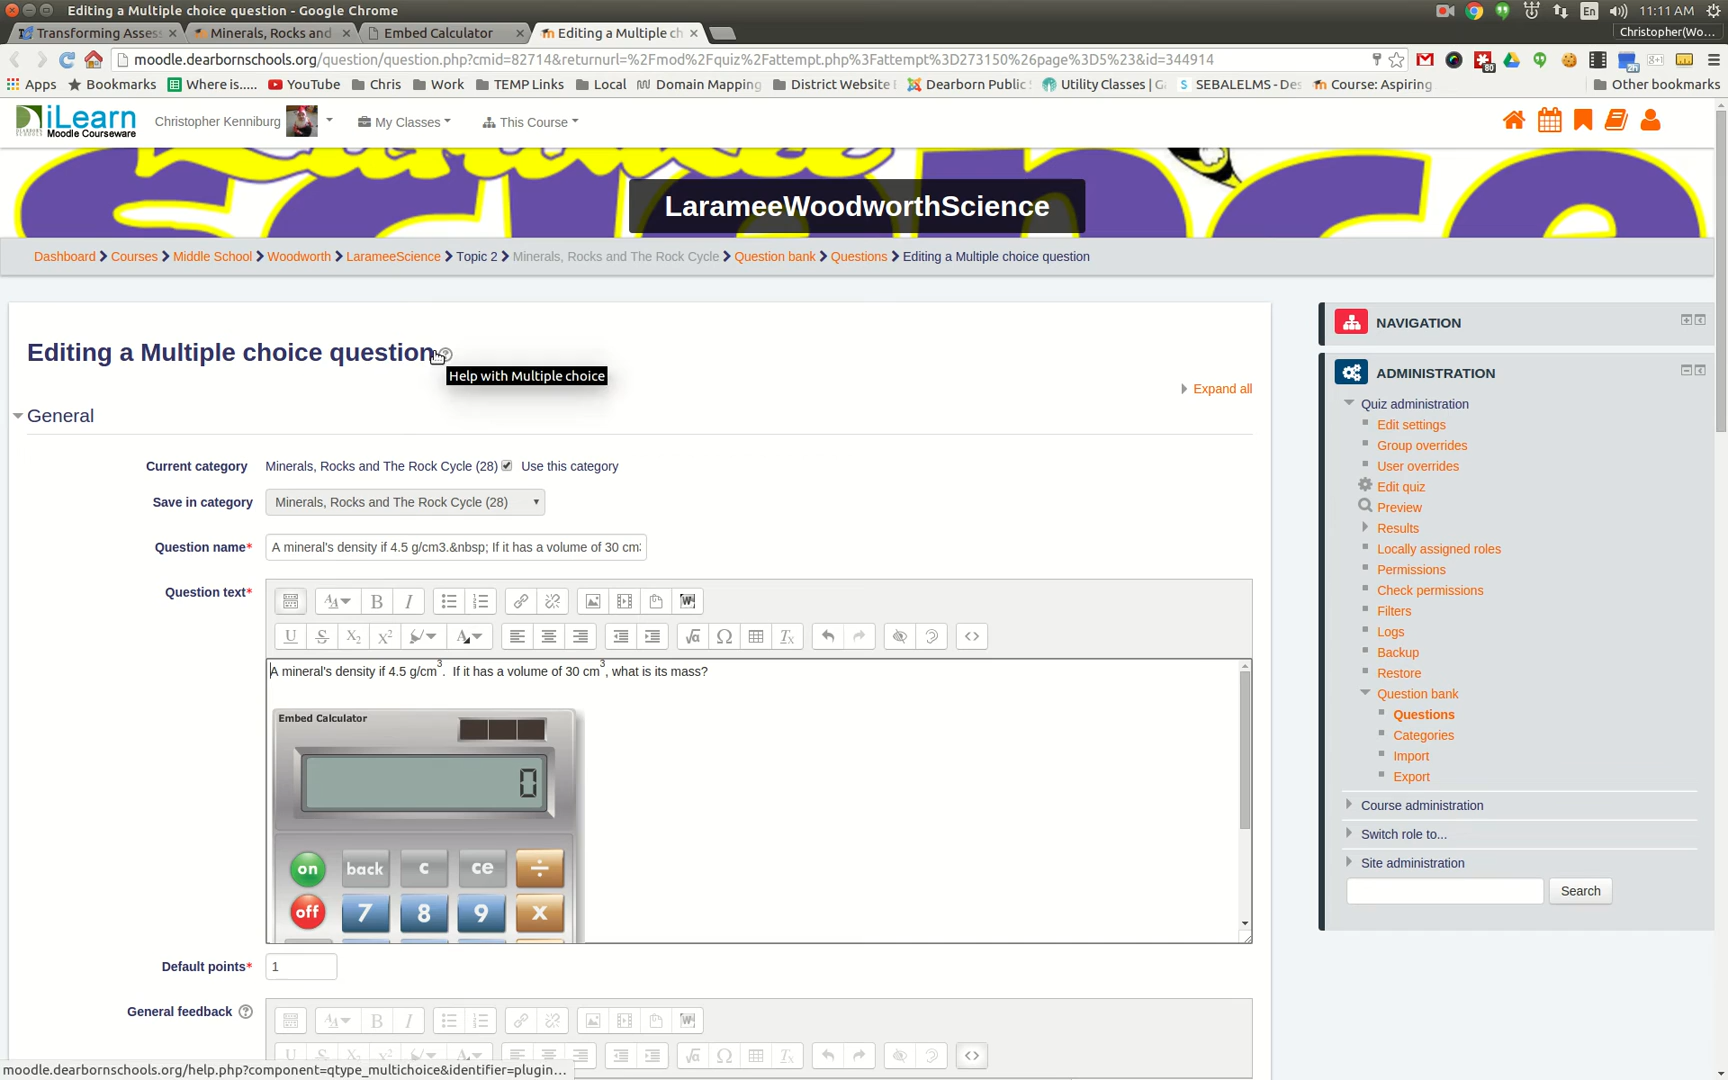 Editing a Multiple choice question - Google Chrome
En 11:11 AM
Transforming Asses
Minerals, Rocks and
Embed Calculator
Editing a Multiple ch
Christopher(Wo...
moodle.dearbornschools.org/question/question.php?cmid=82714&returnurl=%2Fmod%2Fquiz%2Fattempt.php%3Fattempt%3D273150%26page%3D5%23&id=344914
Apps Bookmarks Where is..... YouTube Chris Work TEMP Links Local Domain Mapping District Website Dearborn Public Utility Classes | G SEBALELMS - Des Course: Aspiring Other bookmarks
iLearn
Moodle Courseware
Christopher Kenniburg My Classes This Course
LarameeWoodworthScience
Dashboard Courses Middle School Woodworth LarameeScience Topic 2 Minerals, Rocks and The Rock Cycle Question bank Questions Editing a Multiple choice question
Editing a Multiple choice question
Help with Multiple choice
Expand all
General
Current category Minerals, Rocks and The Rock Cycle (28) Use this category
Save in category Minerals, Rocks and The Rock Cycle (28)
Question name* A mineral's density if 4.5 g/cm3.&nbsp; If it has a volume of 30 cm
Question text*
A mineral's density if 4.5 g/cm3. If it has a volume of 30 cm3, what is its mass?
Embed Calculator
0
on back c ce ÷
off 7 8 9 x
Default points* 1
General feedback
moodle.dearbornschools.org/help.php?component=qtype_multichoice&identifier=plugin...
NAVIGATION
ADMINISTRATION
Quiz administration
Edit settings
Group overrides
User overrides
Edit quiz
Preview
Results
Locally assigned roles
Permissions
Check permissions
Filters
Logs
Backup
Restore
Question bank
Questions
Categories
Import
Export
Course administration
Switch role to...
Site administration
Search